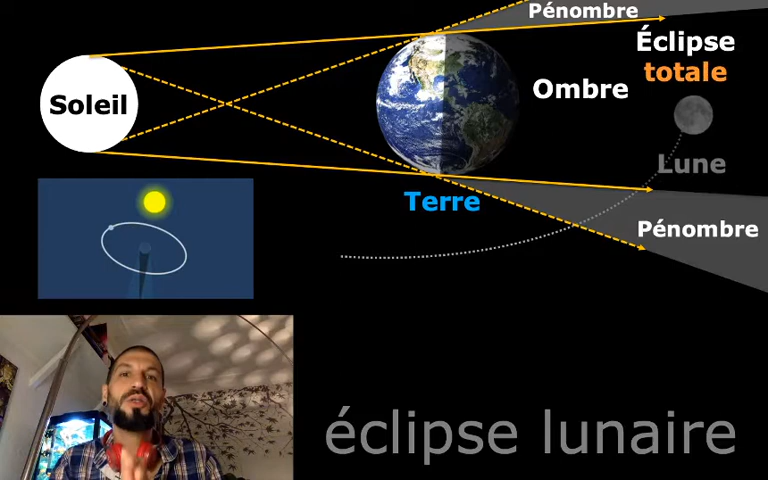 Pénombre
Éclipse
totale
Soleil
Ombre
Lune
Terre
Pénombre
éclipse lunaire